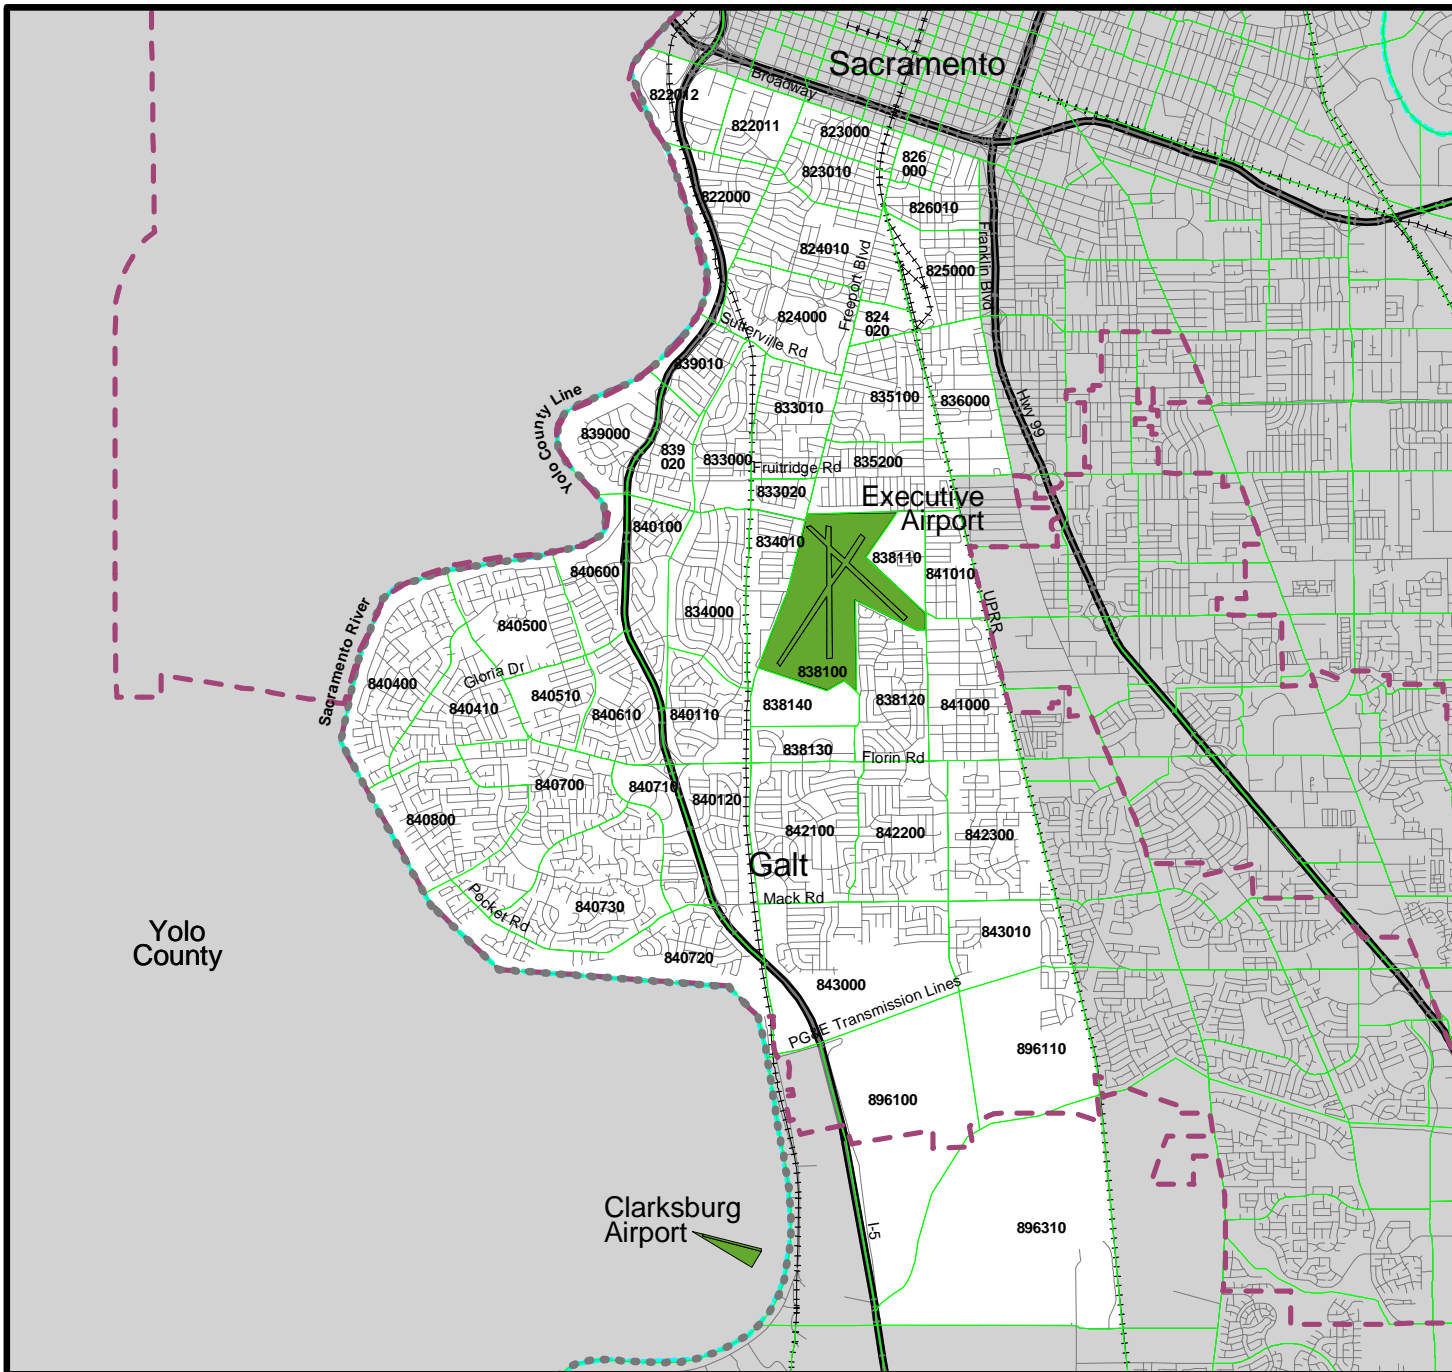 Sacramento
Broadway
822012
822011
823000
826
000
823010
822000
826010
824010
Freeport Blvd
Franklin Blvd
825000
824000
824
020
Sutterville Rd
839010
Yolo County Line
833010
835100
836000
Hwy 99
839000
839
020
833000
Fruitridge Rd
835200
833020
Executive
Airport
840100
834010
838110
841010
840600
UPRR
834000
840500
Sacramento River
Gloria Dr
840400
840410
840510
840610
840110
838100
838140
838120
841000
838130
Florin Rd
840700
840710
840120
840800
842100
842200
842300
Galt
Mack Rd
Pocket Rd
840730
Yolo
County
840720
843010
843000
PG&E Transmission Lines
896110
896100
Clarksburg
Airport
I-5
896310